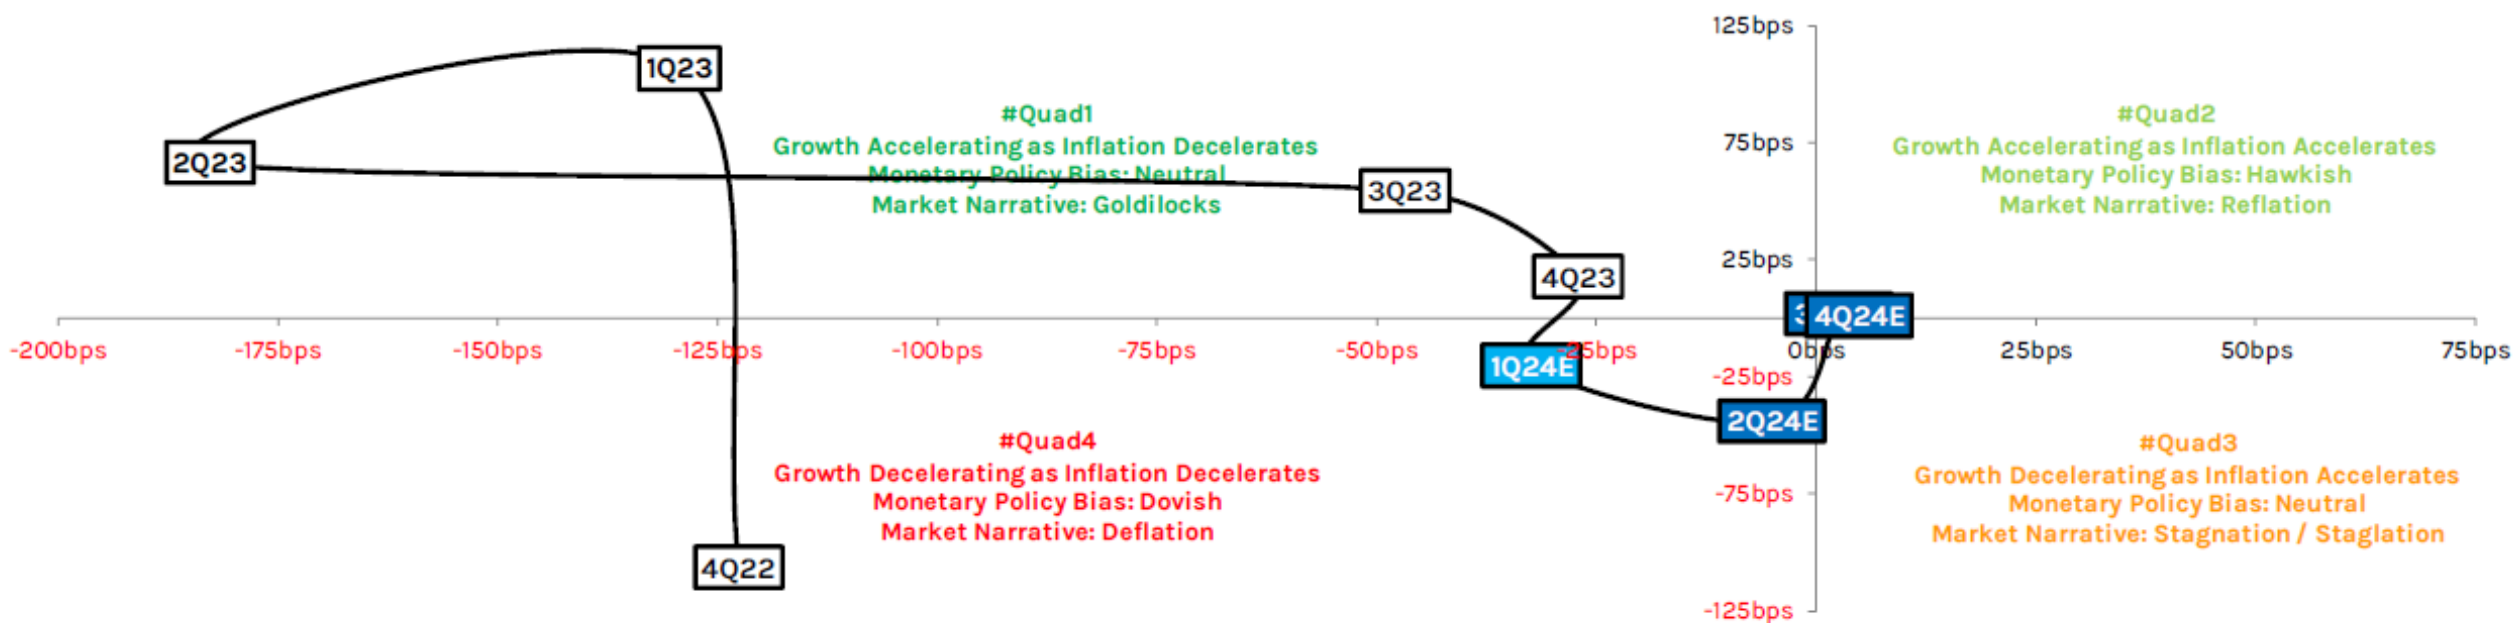 125bps
1Q23
#Quad1
#Quad2
Growth Accelerating as Inflation Decelerates
75bps
Growth Accelerating as Inflation Accelerates
2Q23
Monetary Policy Bias: Neutral
Monetary Policy Bias: Hawkish
3Q23
Market Narrative: Goldilocks
Market Narrative: Reflation
25bps
4Q23
3
4Q24E
-200bps
-175bps
-150bps
-125bps
-100bps
-75bps
-50bps
-25bps
0bps
25bps
50bps
75bps
1Q24E
-25bps
2Q24E
#Quad4
#Quad3
Growth Decelerating as Inflation Decelerates
Growth Decelerating as Inflation Accelerates
Monetary Policy Bias: Dovish
-75bps
Monetary Policy Bias: Neutral
Market Narrative: Deflation
Market Narrative: Stagnation / Staglation
4Q22
-125bps